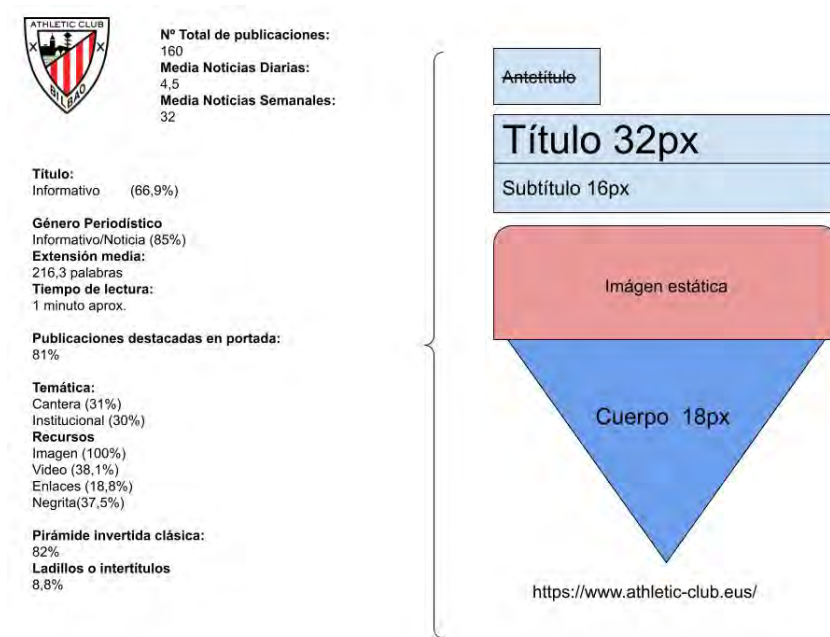 ATHLETIC CLUB
BILBAO
Nº Total de publicaciones:
160
Media Noticias Diarias:
4,5
Media Noticias Semanales:
32
Título:
Informativo (66,9%)
Género Periodístico
Informativo/Noticia (85%)
Extensión media:
216,3 palabras
Tiempo de lectura:
1 minuto aprox.
Publicaciones destacadas en portada:
81%
Temática:
Cantera (31%)
Institucional (30%)
Recursos
Imagen (100%)
Video (38,1%)
Enlaces (18,8%)
Negrita(37,5%)
Pirámide invertida clásica:
82%
Ladillos o intertítulos
8,8%
Antetítulo
Título 32px
Subtítulo 16px
Imágen estática
Cuerpo 18px
https://www.athletic-club.eus/